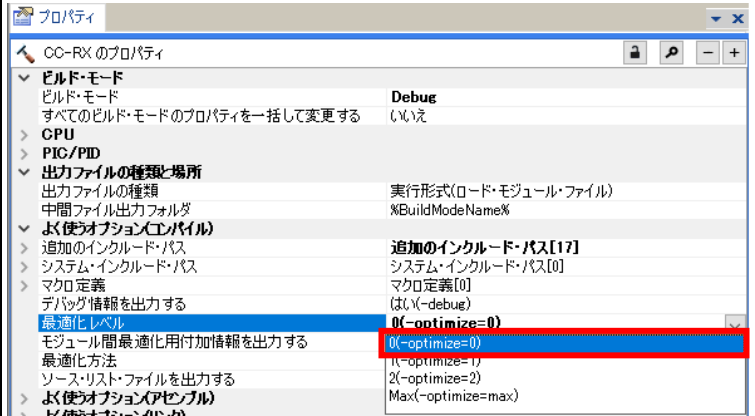 プロパティ
CC-RX のプロパティ
ビルド・モード
ビルド・モード Debug
すべてのビルド・モードのプロパティを一括して変更する いいえ
CPU
PIC/PID
出力ファイルの種類と場所
出力ファイルの種類 実行形式(ロード・モジュール・ファイル)
中間ファイル出力フォルダ %BuildModeName%
よく使うオプション(コンパイル)
追加のインクルード・パス 追加のインクルード・パス[17]
システム・インクルード・パス システム・インクルード・パス[0]
マクロ定義 マクロ定義[0]
デバッグ情報を出力する はい(-debug)
最適化レベル 0(-optimize=0)
モジュール間最適化用付加情報を出力する 0(-optimize=0)
最適化方法 1(-optimize=1)
ソース・リスト・ファイルを出力する 2(-optimize=2)
よく使うオプション(アセンブル) Max(-optimize=max)
よく使うオプション(リンク)